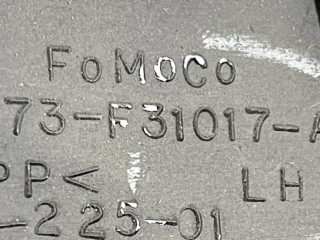 FoMoCo
73-F31017-A
PP< LH
-225-01